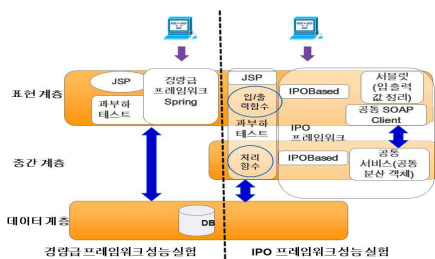 표현 계층
JSP
과부하
테스트
경량급
프레임워크
Spring
JSP
입/출
력함수
과부하
테스트
IPOBased
IPO
프레임워크
서블릿
(입출력
값 정리)
공통 SOAP
Client
중간 계층
처리
함수
IPOBased
공통
서비스(공통
분산 객체)
데이터 계층
DB
경량급 프레임워크 성능 실험
IPO 프레임워크 성능 실험